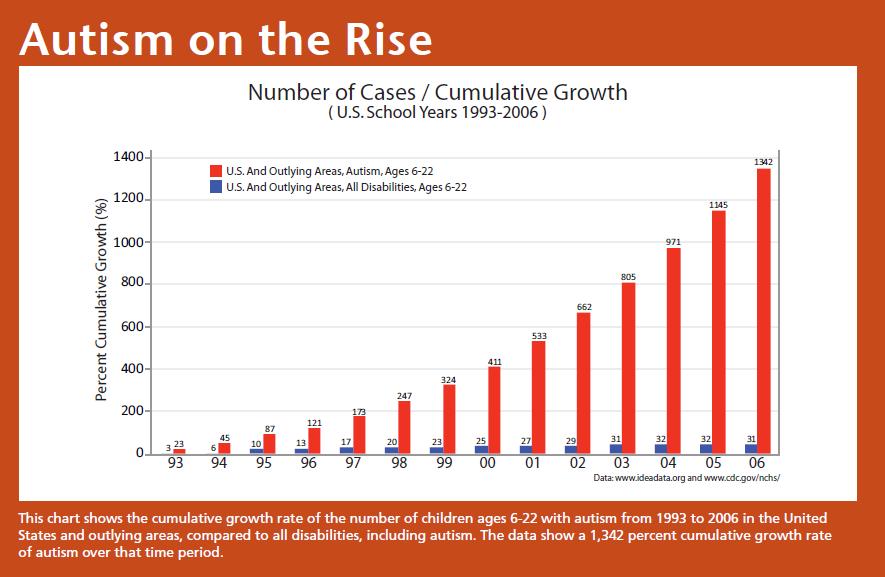 Autism on the Rise
Number of Cases / Cumulative Growth
( U.S. School Years 1993-2006 )
Percent Cumulative Growth (%)
1400
1200
1000
800
600
400
200
0
U.S. And Outlying Areas, Autism, Ages 6-22
U.S. And Outlying Areas, All Disabilities, Ages 6-22
3 23
6 45
10 87
13 121
17 173
20 247
23 324
25 411
27 533
29 662
31 805
32 971
32 1145
31 1342
93 94 95 96 97 98 99 00 01 02 03 04 05 06
Data: www.ideadata.org and www.cdc.gov/nchs/
This chart shows the cumulative growth rate of the number of children ages 6-22 with autism from 1993 to 2006 in the United
States and outlying areas, compared to all disabilities, including autism. The data show a 1,342 percent cumulative growth rate
of autism over that time period.